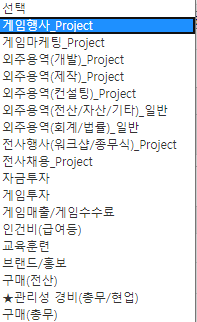 선택
게임행사_Project
게임마케팅_Project
외주용역(개발)_Project
외주용역(제작)_Project
외주용역(컨설팅)_Project
외주용역(전산/자산/기타)_일반
외주용역(회계/법률)_일반
전사행사(워크샵/종무식)_Project
전사채용_Project
자금투자
게임투자
게임매출/게임수수료
인건비(급여등)
교육훈련
브랜드/홍보
구매(전산)
★관리성 경비(총무/현업)
구매(총무)